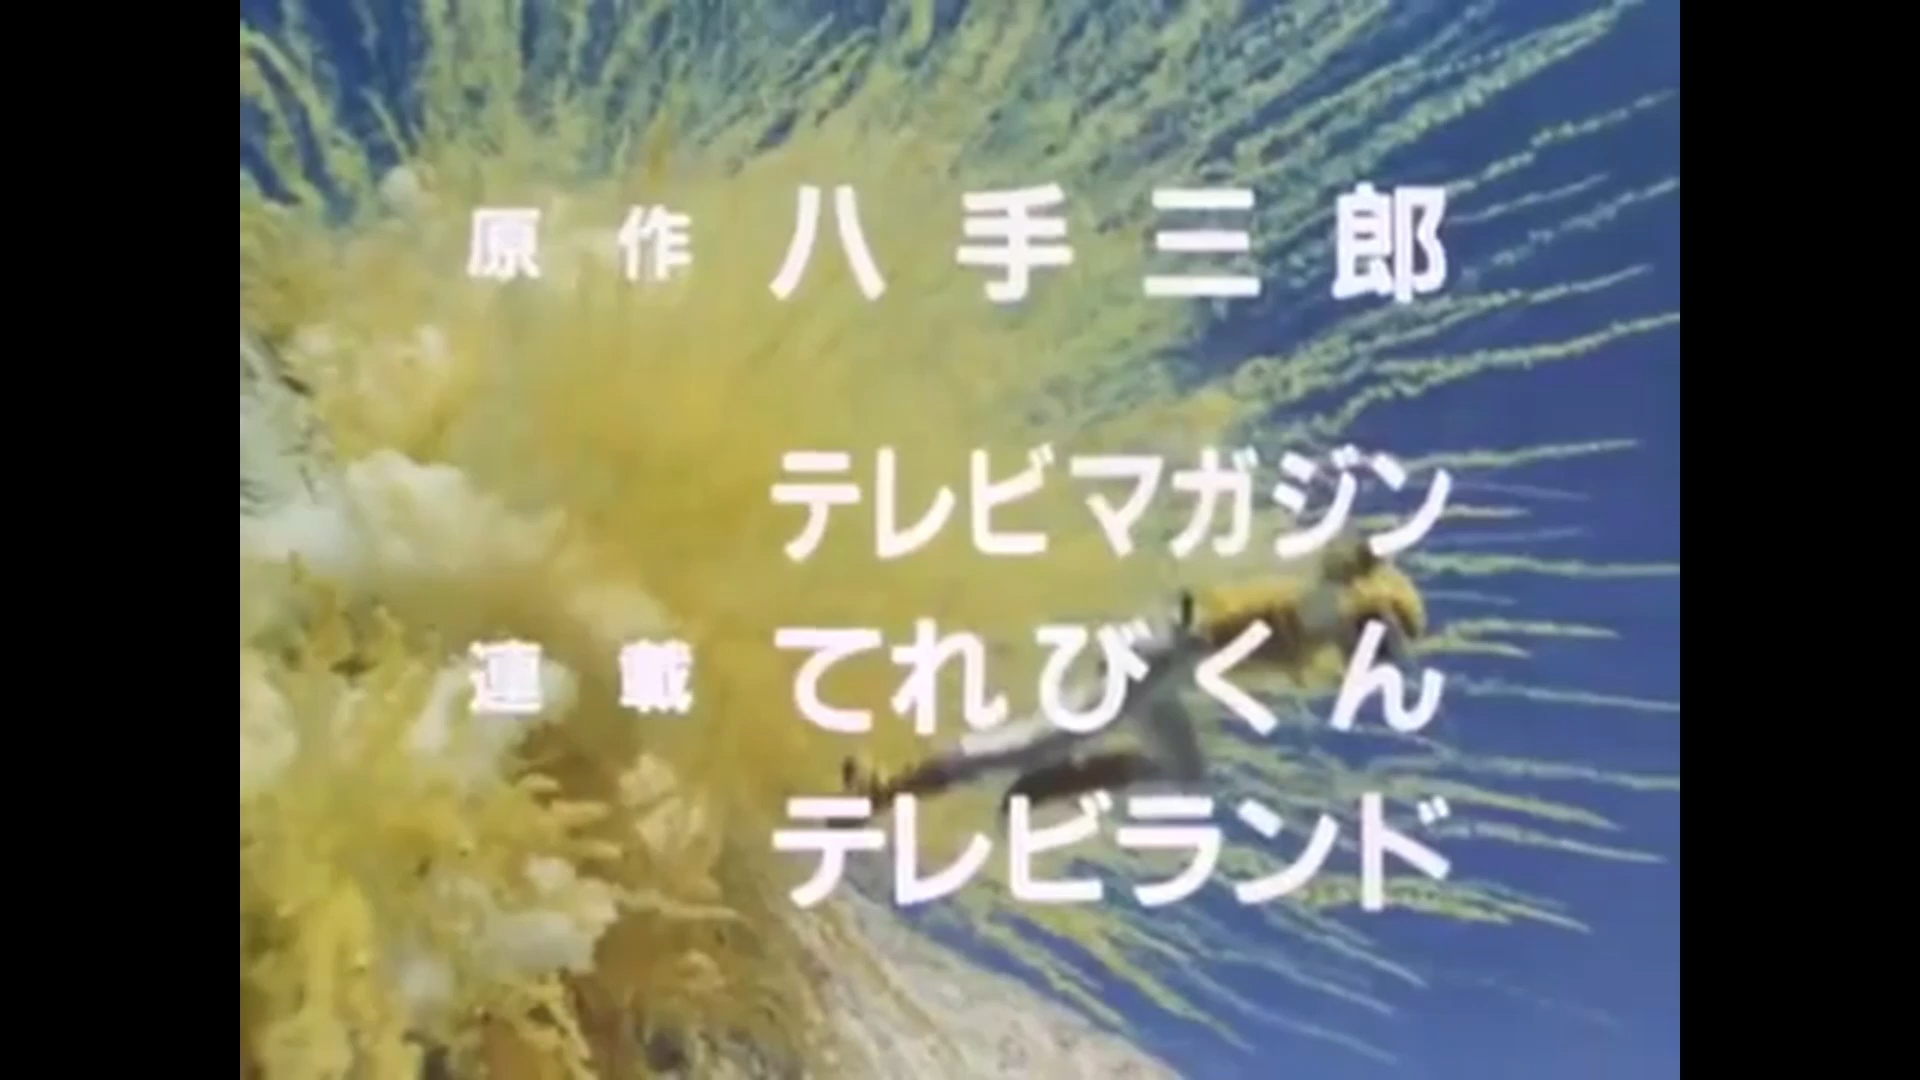 原作 八手三郎
テレビマガジン
連載 てれびくん
テレビランド